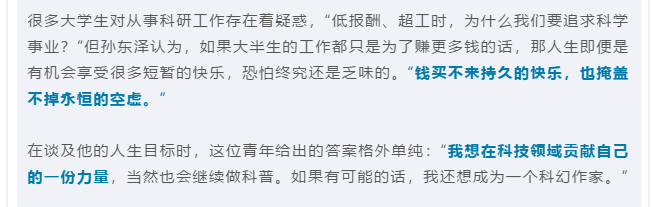 很多大学生对从事科研工作存在着疑惑，“低报酬、超工时，为什么我们要追求科学
事业？“但孙东泽认为，如果大半生的工作都只是为了赚更多钱的话，那人生即便是
有机会享受很多短暂的快乐，恐怕终究还是乏味的。“钱买不来持久的快乐，也掩盖
不掉永恒的空虚。”
在谈及他的人生目标时，这位青年给出的答案格外单纯：“我想在科技领域贡献自己
的一份力量，当然也会继续做科普。如果有可能的话，我还想成为一个科幻作家。”